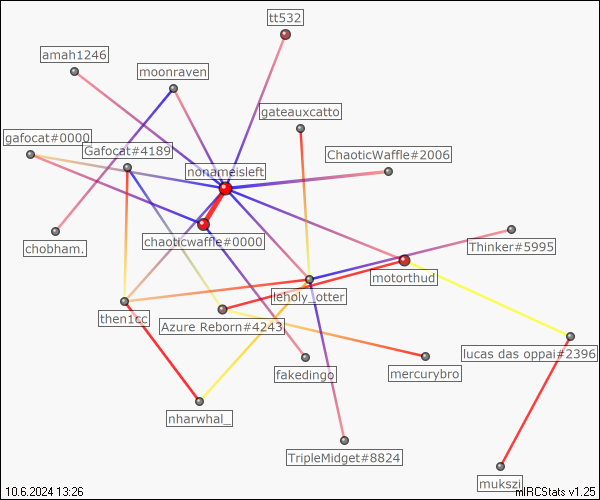 tt532
amah1246
moonraven
gateauxcatto
gafocat#0000
Gafocat#4189
ChaoticWaffle#2006
nonameisleft
chaoticwaffle#0000
chobham.
Thinker#5995
motorthud
leholy_otter
then1cc
Azure Reborn#4243
lucas das oppai#2396
fakedingo
mercurybro
nharwhal_
TripleMidget#8824
mukszi
10.6.2024 13:26
mIRCStats v1.25